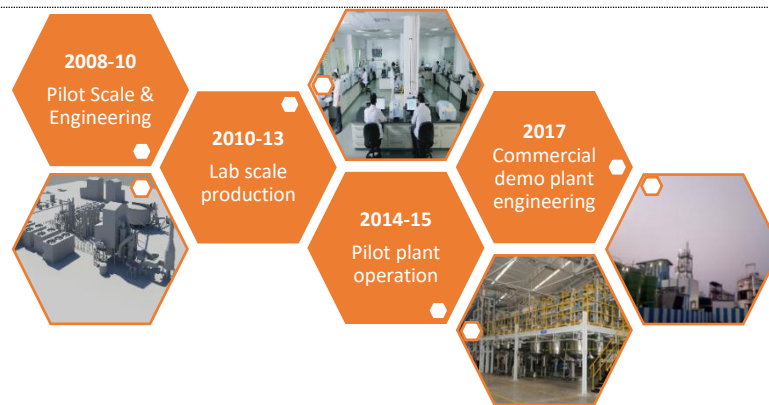 2008-10
Pilot Scale &
Engineering
2010-13
Lab scale
production
2014-15
Pilot plant
operation
2017
Commercial
demo plant
engineering